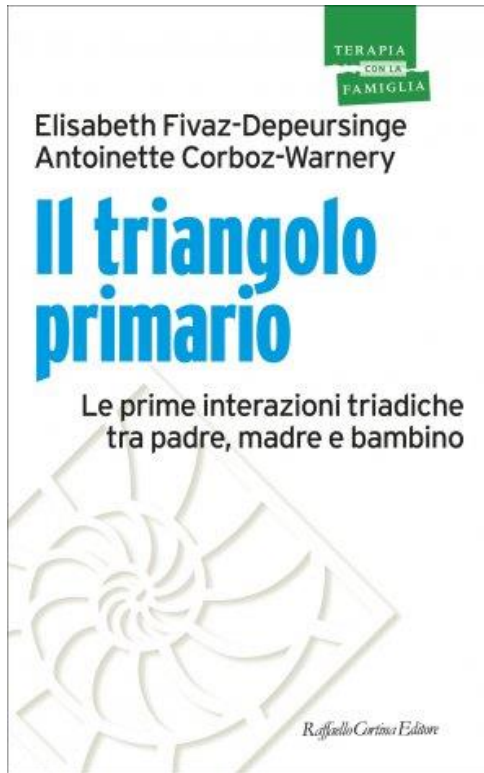 TERAPIA
CON LA
FAMIGLIA
Elisabeth Fivaz-Depeursinge
Antoinette Corboz-Warnery
Il triangolo
primario
Le prime interazioni triadiche
tra padre, madre e bambino
Raffaello Cortina Editore